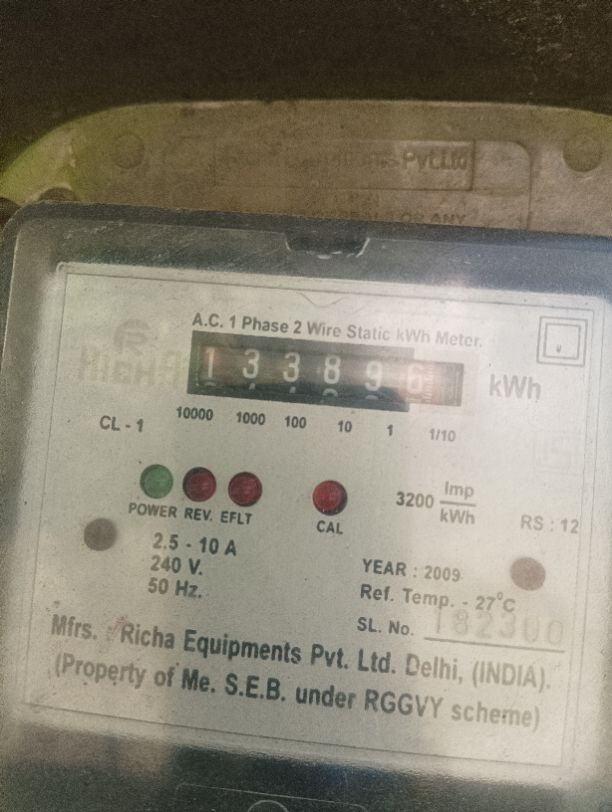 Pvt.Ltd
OR ANY
A.C. 1 Phase 2 Wire Static kWh Meter.
RICHA
1 3 3 8 9 6 kWh
CL - 1 10000 1000 100 10 1 1/10
POWER REV. EFLT CAL
3200 Imp/kWh RS : 12
2.5 - 10 A
240 V.
50 Hz.
YEAR : 2009
Ref. Temp. - 27°C
SL. No. 182300
Mfrs. Richa Equipments Pvt. Ltd. Delhi, (INDIA).
(Property of Me. S.E.B. under RGGVY scheme)